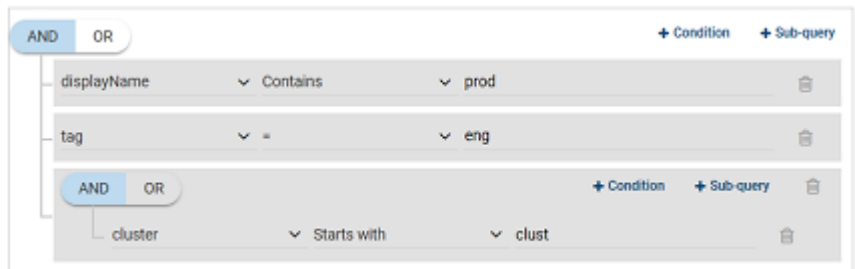 AND OR + Condition + Sub-query
displayName Contains prod
tag = eng
AND OR + Condition + Sub-query
cluster Starts with clust